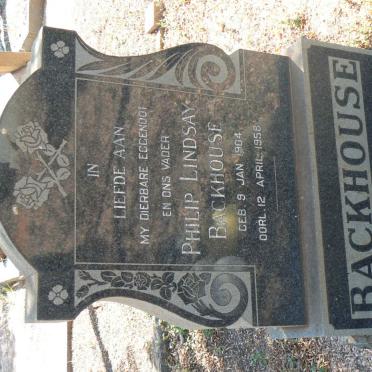 IN
LIEFDE AAN
MY DIERBARE EGGENOOT
EN ONS VADER
PHILIP LINDSAY
BACKHOUSE
GEB 9 JAN 1904
OORL 12 APRIL 1958
BACKHOUSE